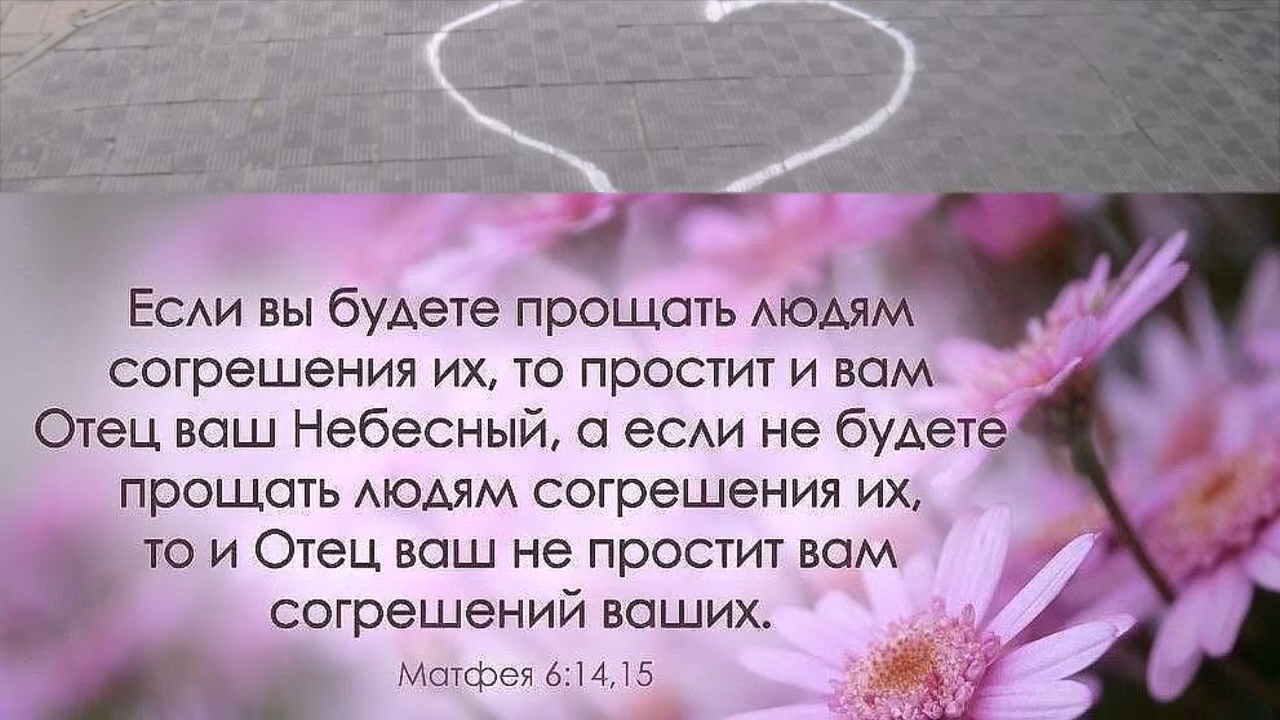 Если вы будете прощать людям
согрешения их, то простит и вам
Отец ваш Небесный, а если не будете
прощать людям согрешения их,
то и Отец ваш не простит вам
согрешений ваших.
Матфея 6:14,15